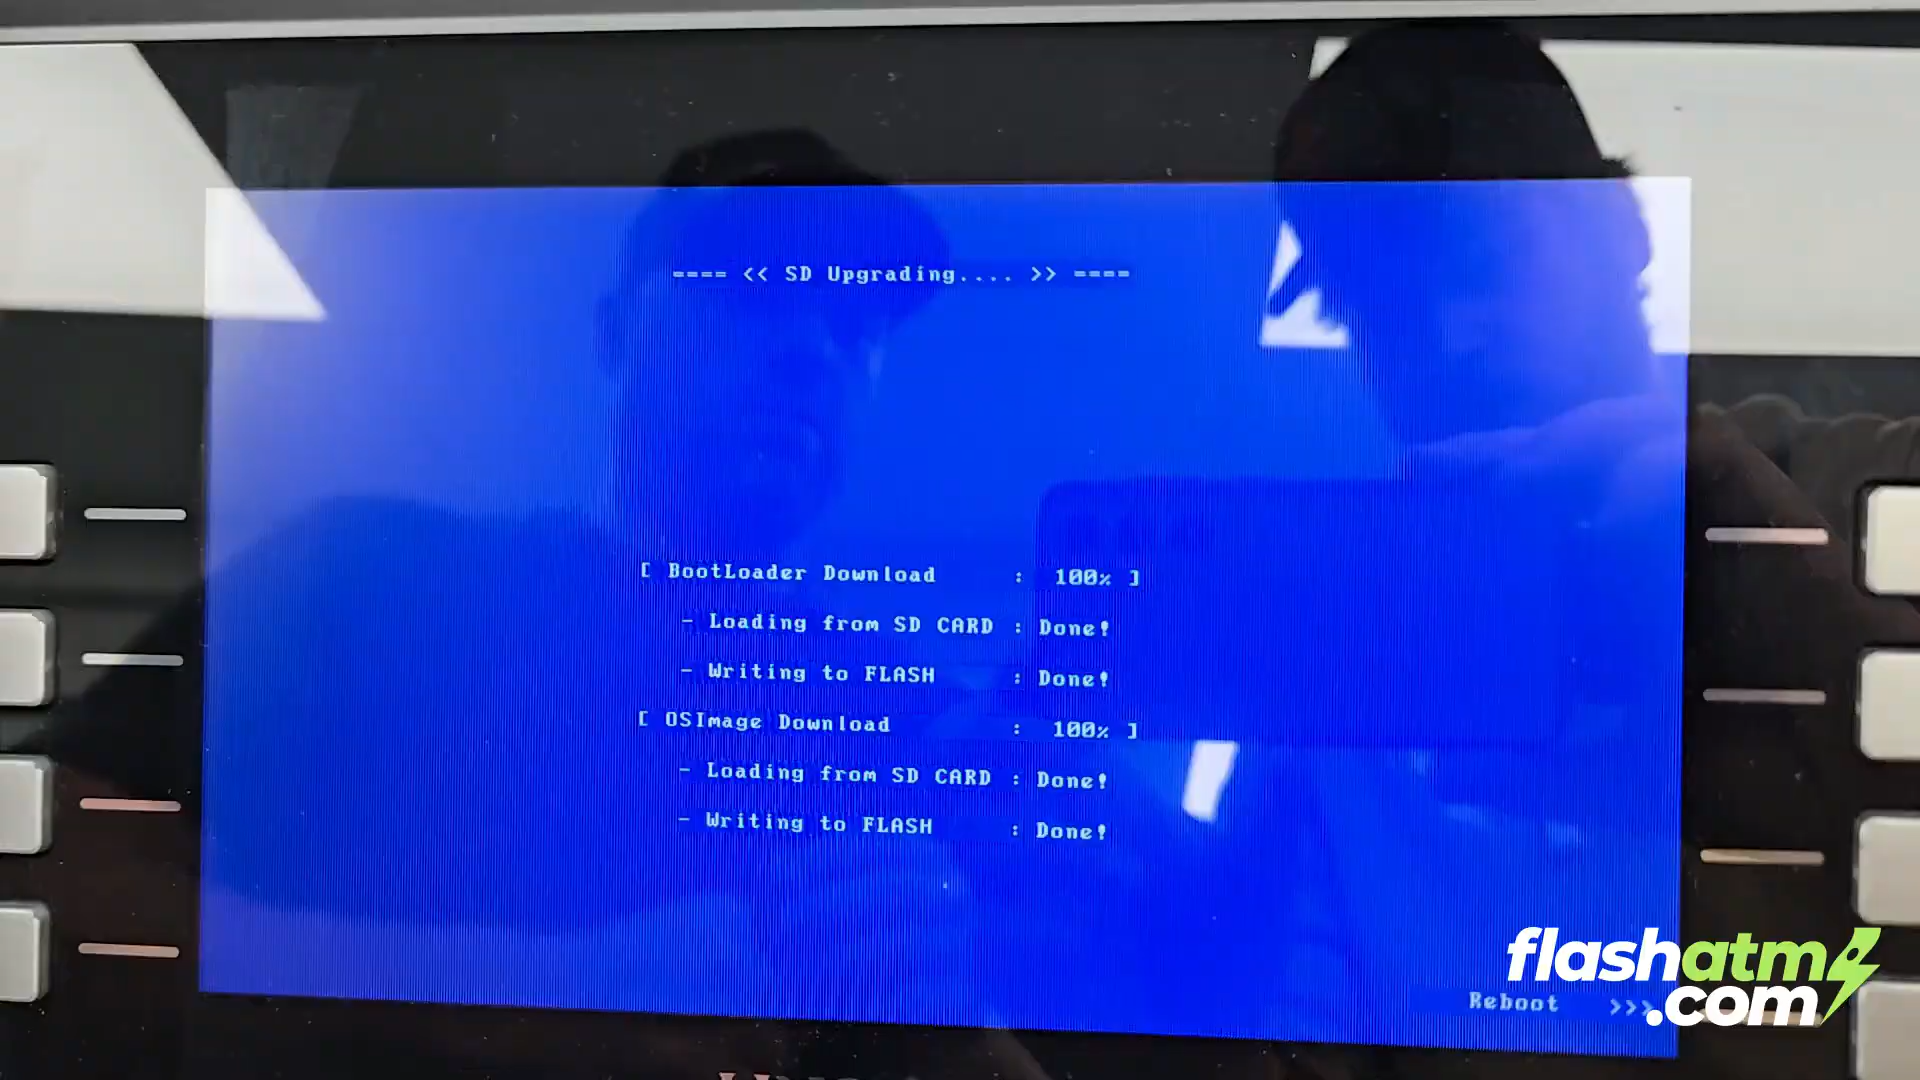 ==== << SD Upgrading.... >> ====
[ BootLoader Download : 100% ]
- Loading from SD CARD : Done!
- Writing to FLASH : Done!
[ OSImage Download : 100% ]
- Loading from SD CARD : Done!
- Writing to FLASH : Done!
Reboot >>>
flashatm
.com